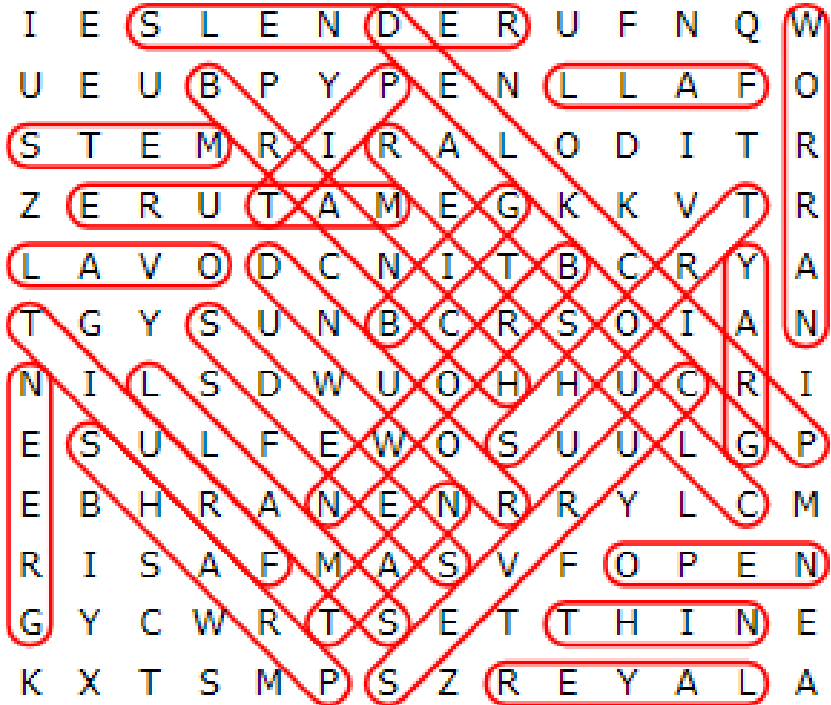 I E S L E N D E R U F N Q W
U E U B P Y P E N L L A F O
S T E M R I R A L O D I T R
Z E R U T A M E G K K V T R
L A V O D C N I T B C R Y A
T G Y S U N B C R S O I A N
N I L S D W U O H H U C R I
E S U L F E W O S U U L G P
E B H R A N E N R R Y L C M
R I S A F M A S V F O P E N
G Y C W R T S E T T H I N E
K X T S M P S Z R E Y A L A